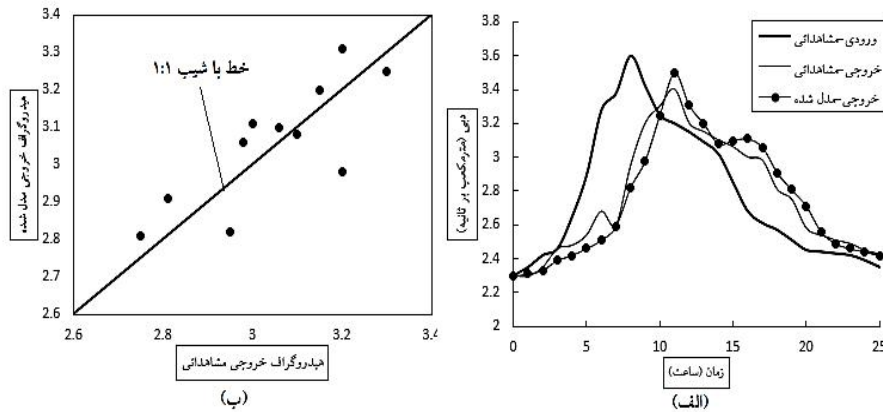 3.4
3.3
3.2
3.1
3
2.9
2.8
2.7
2.6
2.6 2.8 3 3.2 3.4
خط با شیب ۱:۱
هیدروگراف خروجی مدل شده
هیدروگراف خروجی مشاهداتی
(ب)
3.8
3.6
3.4
3.2
3
2.8
2.6
2.4
2.2
2
0 5 10 15 20 25
ورودی-مشاهداتی
خروجی-مشاهداتی
خروجی-مدل شده
دبی (مترمکعب بر ثانیه)
زمان (ساعت)
(الف)